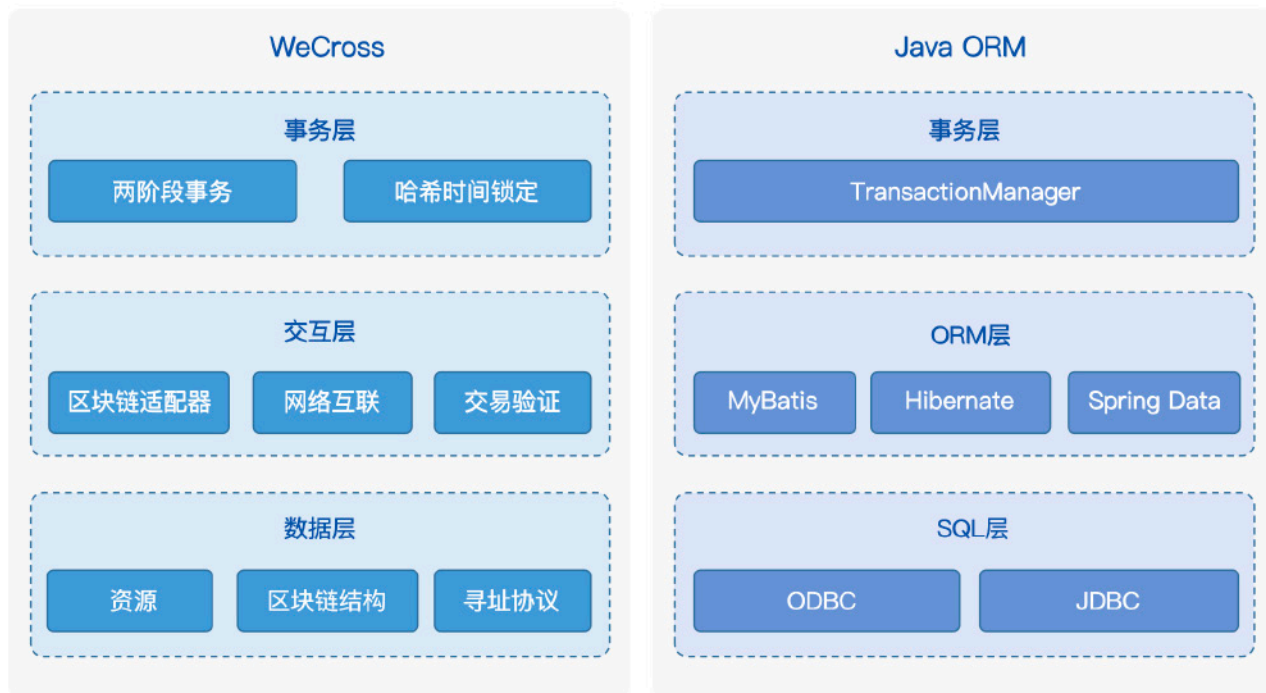 WeCross
事务层
两阶段事务
哈希时间锁定
交互层
区块链适配器
网络互联
交易验证
数据层
资源
区块链结构
寻址协议
Java ORM
事务层
TransactionManager
ORM层
MyBatis
Hibernate
Spring Data
SQL层
ODBC
JDBC